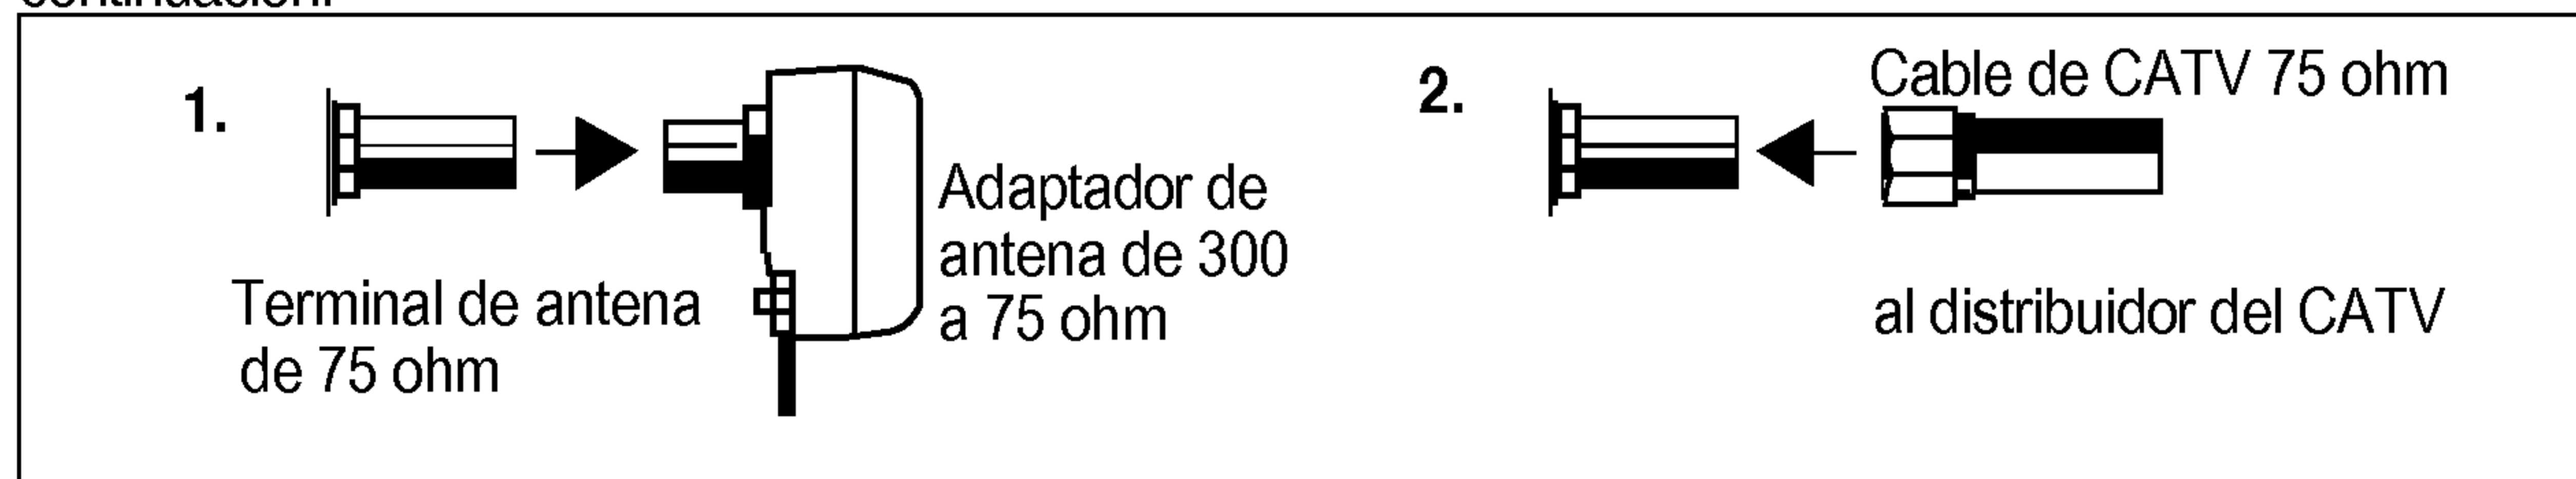 continuación.
1.
Terminal de antena
de 75 ohm
Adaptador de
antena de 300
a 75 ohm
2.
Cable de CATV 75 ohm
al distribuidor del CATV